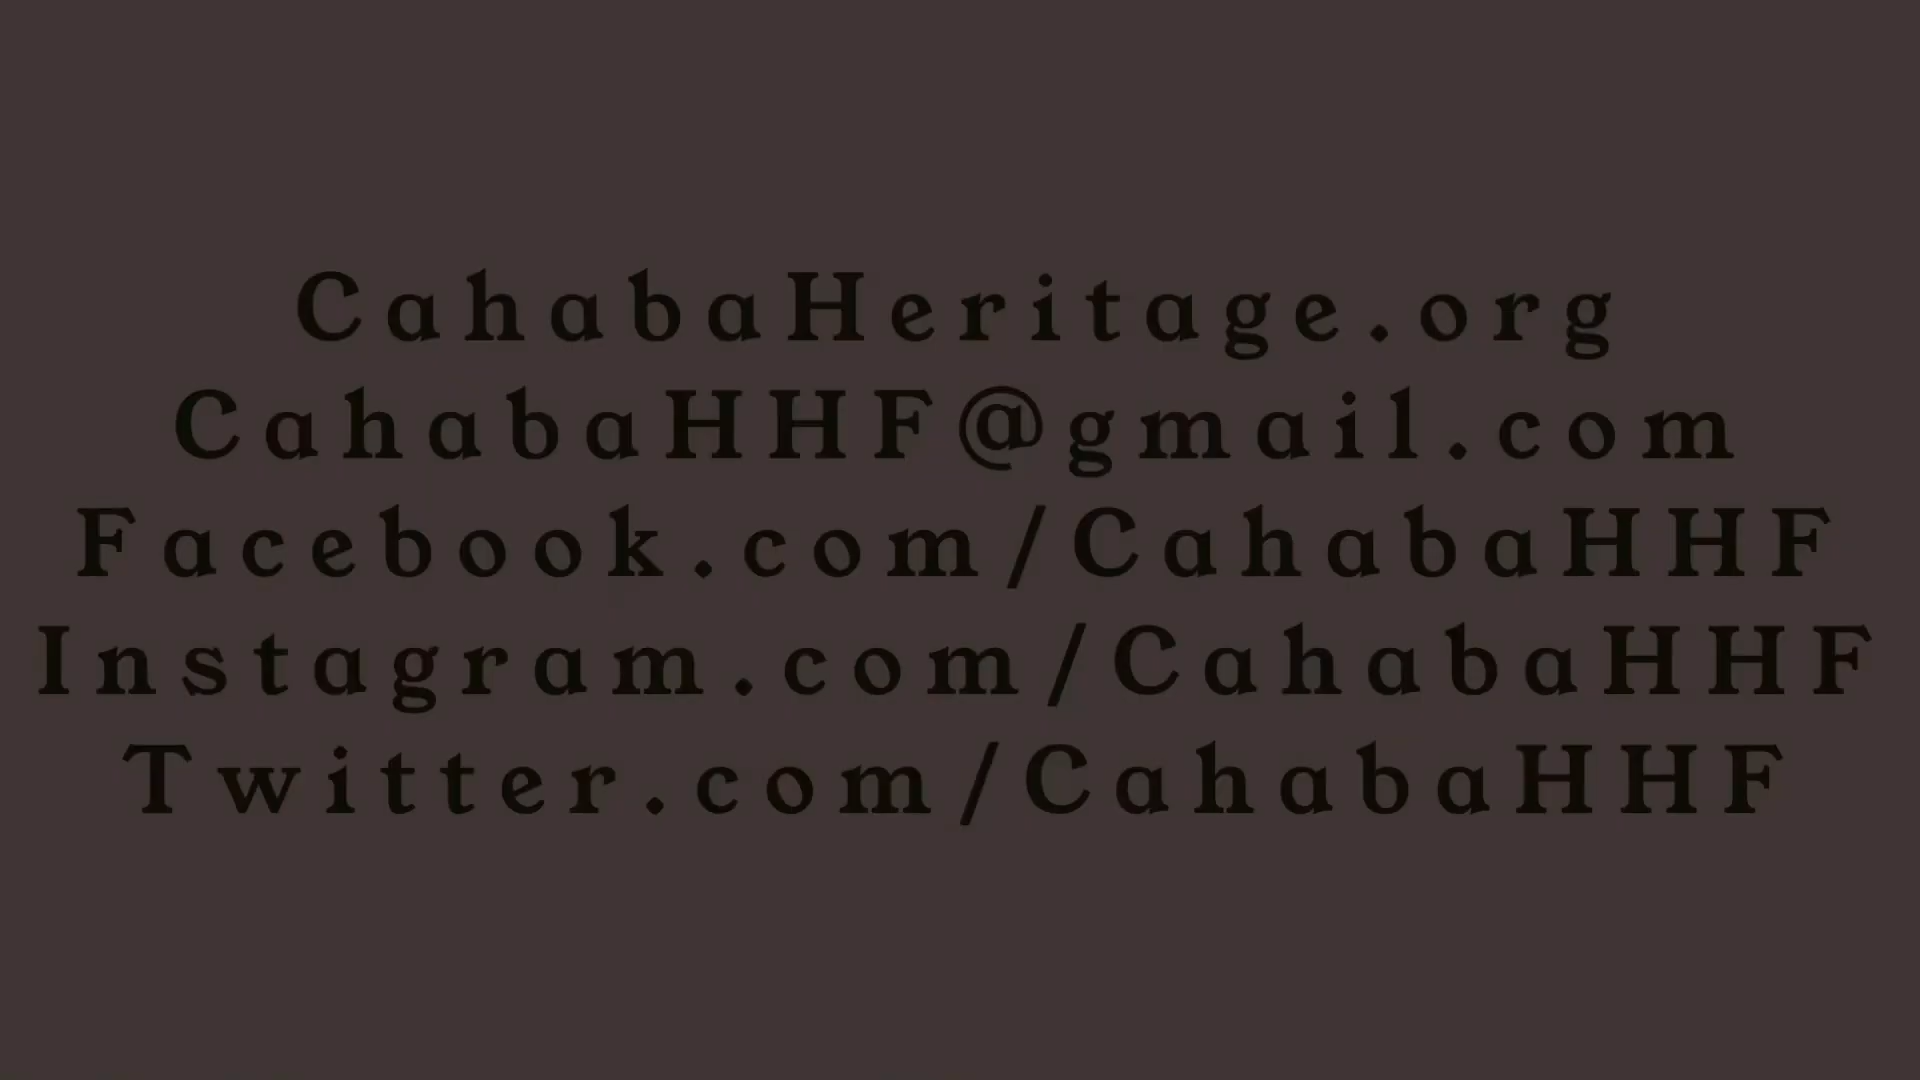 CahabaHeritage.org
CahabaHHF@gmail.com
Facebook.com/CahabaHHF
Instagram.com/CahabaHHF
Twitter.com/CahabaHHF